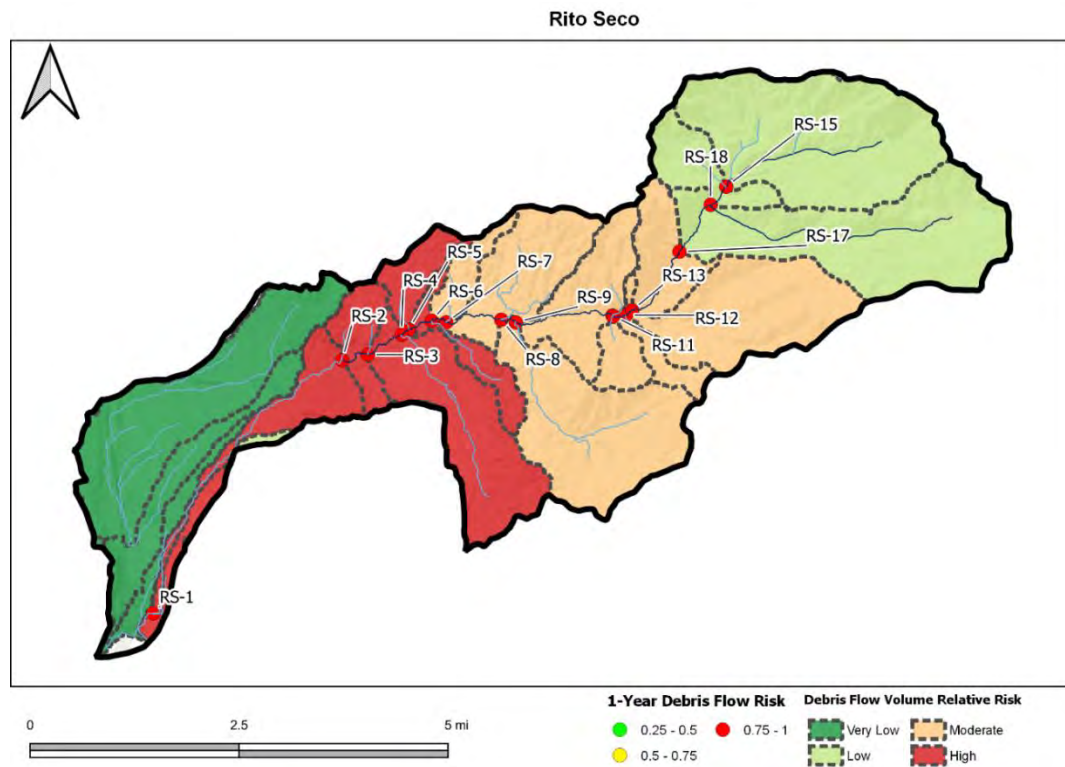 Rito Seco
RS-15
RS-18
RS-17
RS-5
RS-7
RS-4
RS-6
RS-13
RS-9
RS-2
RS-12
RS-3
RS-8
RS-11
RS-1
0 2.5 5 mi
1-Year Debris Flow Risk
0.25 - 0.5
0.75 - 1
0.5 - 0.75
Debris Flow Volume Relative Risk
Very Low
Moderate
Low
High